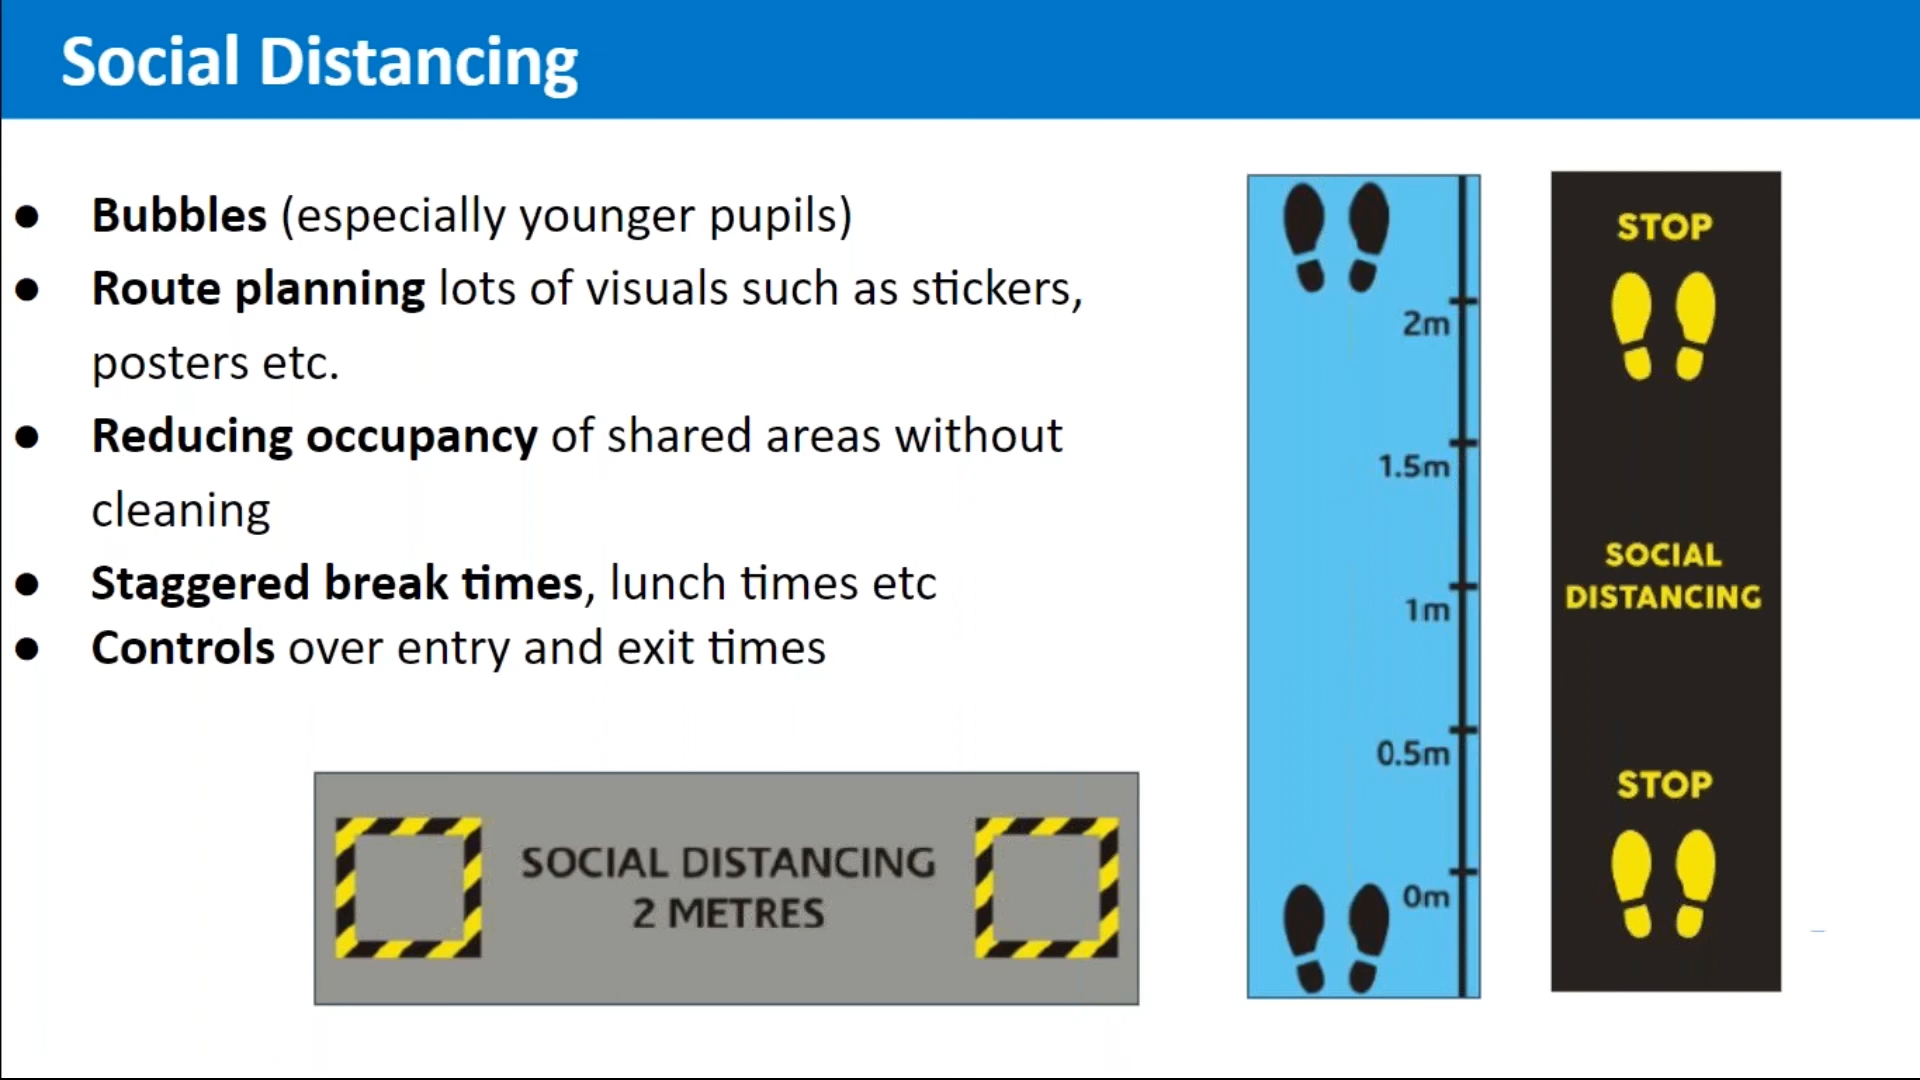 Social Distancing
● Bubbles (especially younger pupils)
● Route planning lots of visuals such as stickers,
posters etc.
● Reducing occupancy of shared areas without
cleaning
● Staggered break times, lunch times etc
● Controls over entry and exit times
SOCIAL DISTANCING
2 METRES
2m
1.5m
1m
0.5m
0m
STOP
SOCIAL
DISTANCING
STOP